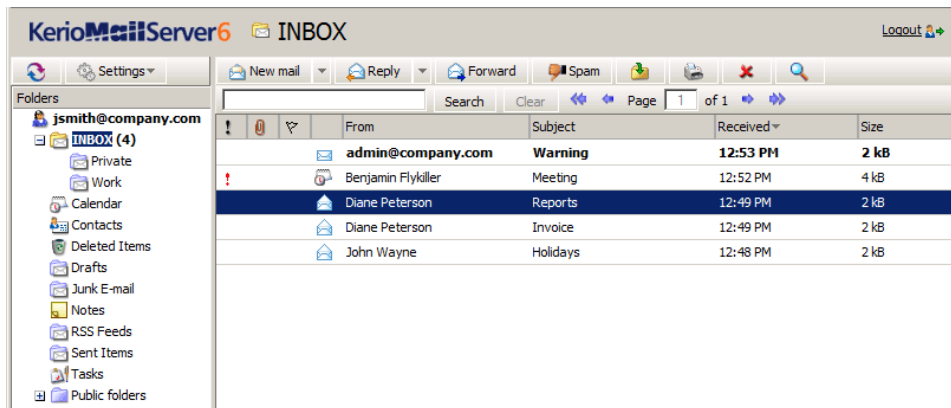 KerioMailServer6 INBOX Logout
Settings New mail Reply Forward Spam
Folders Search Clear Page 1 of 1
jsmith@company.com
! From Subject Received Size
INBOX (4)
admin@company.com Warning 12:53 PM 2 kB
Private
! Benjamin Flykiller Meeting 12:52 PM 4 kB
Work
Calendar
Diane Peterson Reports 12:49 PM 2 kB
Contacts
Diane Peterson Invoice 12:49 PM 2 kB
Deleted Items
John Wayne Holidays 12:48 PM 2 kB
Drafts
Junk E-mail
Notes
RSS Feeds
Sent Items
Tasks
Public folders